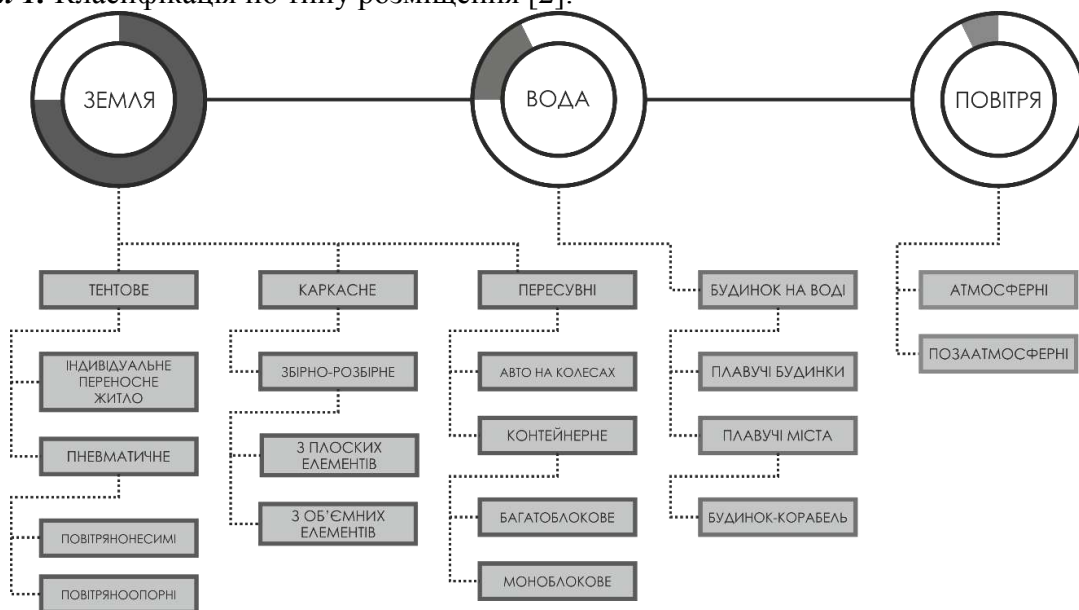 1. Класифікація по типу розміщення [2].
ЗЕМЛЯ
ВОДА
ПОВІТРЯ
ТЕНТОВЕ
КАРКАСНЕ
ПЕРЕСУВНІ
БУДИНОК НА ВОДІ
АТМОСФЕРНІ
ІНДИВІДУАЛЬНЕ
ПЕРЕНОСНЕ
ЖИТЛО
ЗБІРНО-РОЗБІРНЕ
АВТО НА КОЛЕСАХ
ПЛАВУЧІ БУДИНКИ
ПОЗААТМОСФЕРНІ
ПНЕВМАТИЧНЕ
З ПЛОСКИХ
ЕЛЕМЕНТІВ
КОНТЕЙНЕРНЕ
ПЛАВУЧІ МІСТА
ПОВІТРЯНОНЕСИМІ
З ОБ'ЄМНИХ
ЕЛЕМЕНТІВ
БАГАТОБЛОКОВЕ
БУДИНОК-КОРАБЕЛЬ
ПОВІТРЯНООПОРНІ
МОНОБЛОКОВЕ